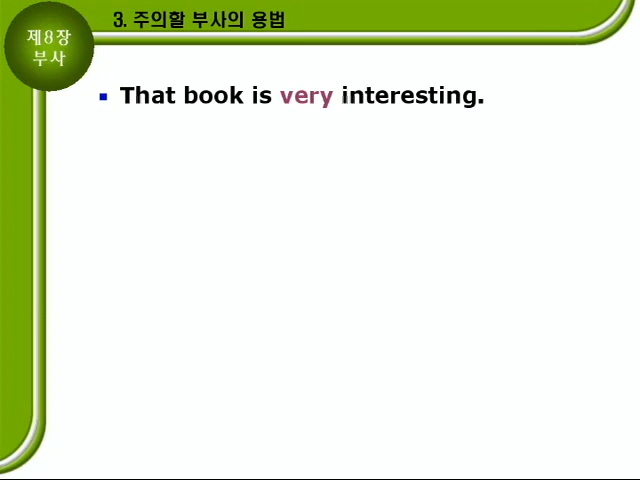 3. 주의할 부사의 용법
제8장
부사
That book is very interesting.